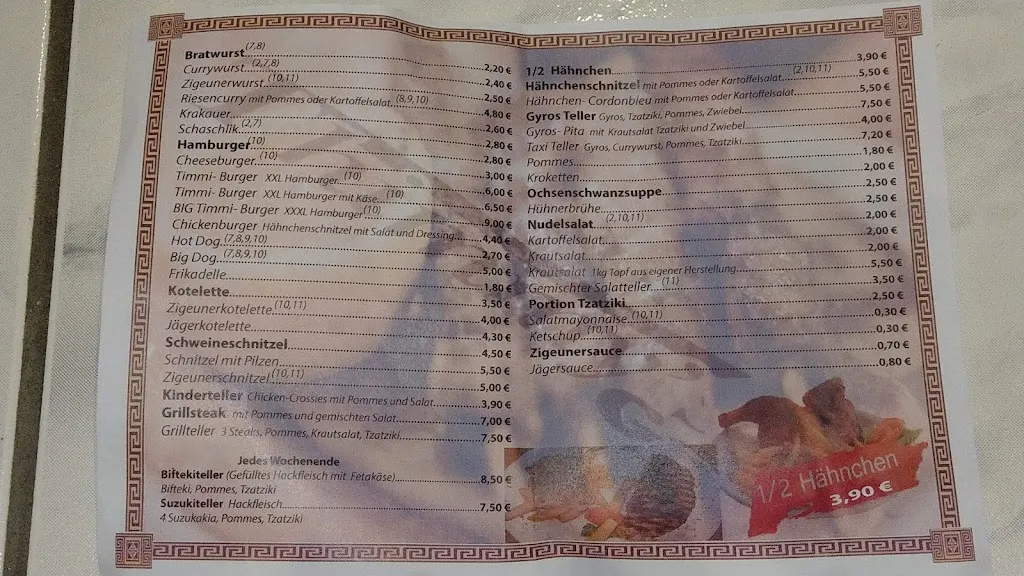 Bratwurst (7,8) 2,20 €
Currywurst (2,7,8) 2,40 €
Zigeunerwurst (10,11) 2,50 €
Riesencurry mit Pommes oder Kartoffelsalat (8,9,10) 4,80 €
Krakauer 2,60 €
Schaschlik (2,7) 2,80 €
Hamburger (10) 2,80 €
Cheeseburger (10) 3,00 €
Timmi- Burger XXL Hamburger (10) 6,00 €
Timmi- Burger XXL Hamburger mit Käse (10) 6,50 €
BIG Timmi- Burger XXXL Hamburger (10) 9,00 €
Chickenburger Hähnchenschnitzel mit Salat und Dressing 4,40 €
Hot Dog (7,8,9,10) 2,70 €
Big Dog (7,8,9,10) 5,00 €
Frikadelle 1,80 €
Kotelette 3,50 €
Zigeunerkotelette (10,11) 4,00 €
Jägerkotelette 4,30 €
Schweineschnitzel 4,50 €
Schnitzel mit Pilzen 5,50 €
Zigeunerschnitzel (10,11) 5,00 €
Kinderteller Chicken-Crossies mit Pommes und Salat 3,90 €
Grillsteak mit Pommes und gemischten Salat 7,00 €
Grillteller 3 Steaks, Pommes, Krautsalat, Tzatziki 7,50 €
Jedes Wochenende
Biftekiteller (Gefülltes Hackfleisch mit Fetakäse) 8,50 €
Bifteki, Pommes, Tzatziki
Suzukiteller Hackfleisch 7,50 €
4 Suzukakia, Pommes, Tzatziki
1/2 Hähnchen 3,90 €
Hähnchenschnitzel mit Pommes oder Kartoffelsalat (2,10,11) 5,50 €
Hähnchen- Cordonbleu mit Pommes oder Kartoffelsalat 5,50 €
Gyros Teller Gyros, Tzatziki, Pommes, Zwiebel 7,50 €
Gyros- Pita mit Krautsalat Tzatziki und Zwiebel 4,00 €
Taxi Teller Gyros, Currywurst, Pommes, Tzatziki 7,20 €
Pommes 1,80 €
Kroketten 2,00 €
Ochsenschwanzsuppe 2,50 €
Hühnerbrühe 2,50 €
Nudelsalat (2,10,11) 2,00 €
Kartoffelsalat 2,00 €
Krautsalat 2,00 €
Krautsalat 1kg Topf aus eigener Herstellung 5,50 €
Gemischter Salatteller (11) 3,50 €
Portion Tzatziki 2,50 €
Salatmayonnaise (10,11) 0,30 €
Ketschup (10,11) 0,30 €
Zigeunersauce 0,70 €
Jägersauce 0,80 €
1/2 Hähnchen
3,90 €